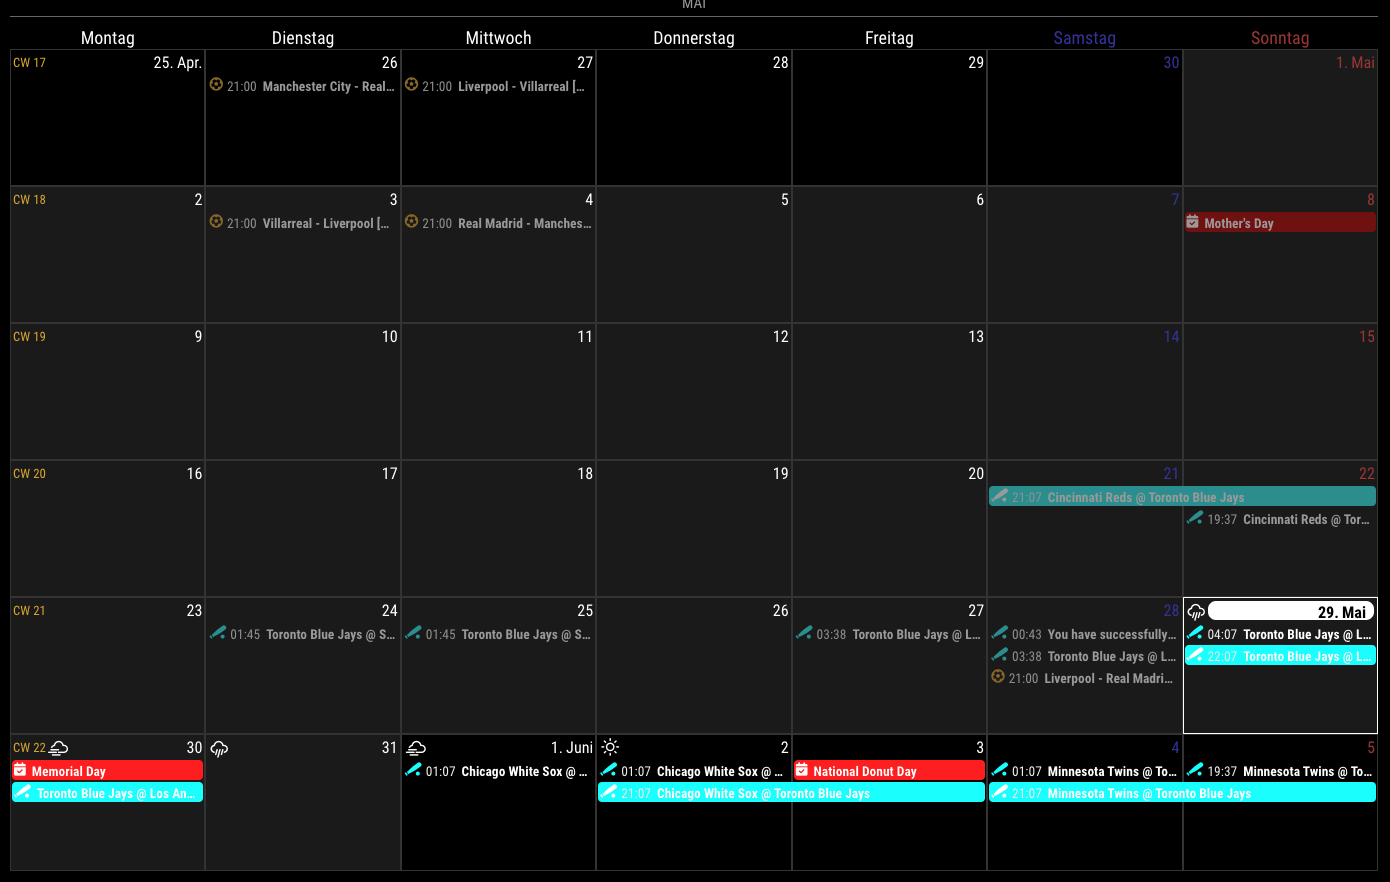 MAI
Montag Dienstag Mittwoch Donnerstag Freitag Samstag Sonntag
CW 17 25. Apr. 26 27 28 29 30 1. Mai
21:00 Manchester City - Real...
21:00 Liverpool - Villarreal [...
CW 18 2 3 4 5 6 7 8
21:00 Villarreal - Liverpool [...
21:00 Real Madrid - Manches...
Mother's Day
CW 19 9 10 11 12 13 14 15
CW 20 16 17 18 19 20 21 22
21:07 Cincinnati Reds @ Toronto Blue Jays
19:37 Cincinnati Reds @ Tor...
CW 21 23 24 25 26 27 28 29. Mai
01:45 Toronto Blue Jays @ S...
01:45 Toronto Blue Jays @ S...
03:38 Toronto Blue Jays @ L...
00:43 You have successfully...
04:07 Toronto Blue Jays @ L...
03:38 Toronto Blue Jays @ L...
22:07 Toronto Blue Jays @ L...
21:00 Liverpool - Real Madri...
CW 22 30 31 1. Juni 2 3 4 5
Memorial Day
01:07 Chicago White Sox @ ...
01:07 Chicago White Sox @ ...
National Donut Day
01:07 Minnesota Twins @ To...
19:37 Minnesota Twins @ To...
Toronto Blue Jays @ Los An...
21:07 Chicago White Sox @ Toronto Blue Jays
21:07 Minnesota Twins @ Toronto Blue Jays